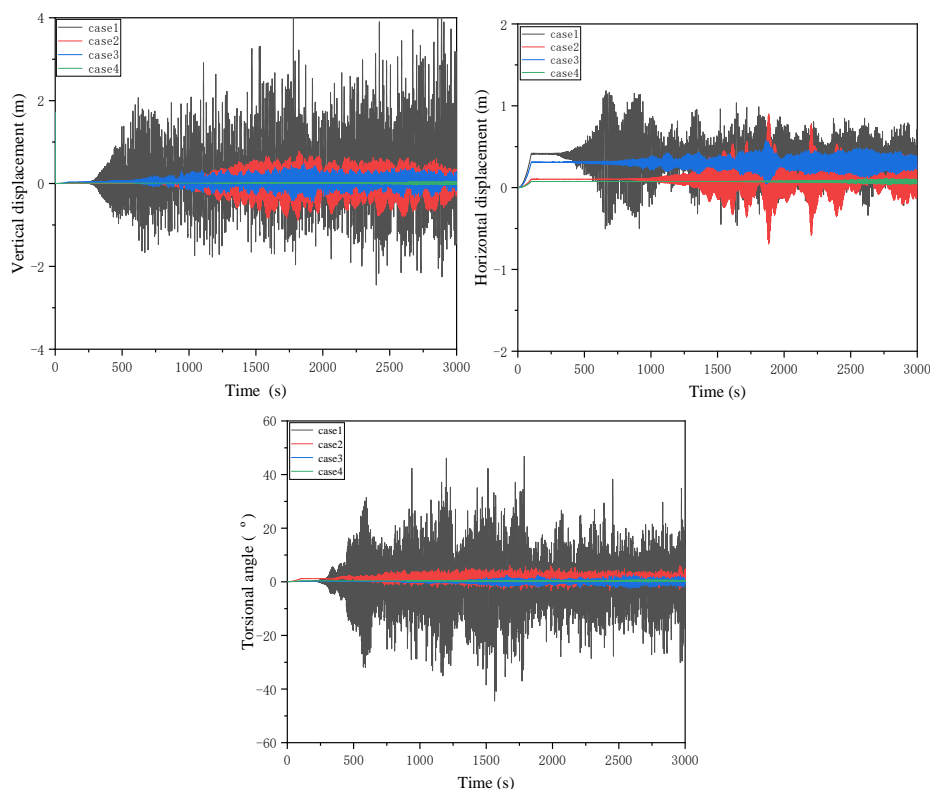 case1
case2
case3
case4
4
2
0
-2
-4
Vertical displacement (m)
0 500 1000 1500 2000 2500 3000
Time (s)
case1
case2
case3
case4
2
1
0
-1
-2
Horizontal displacement (m)
0 500 1000 1500 2000 2500 3000
Time (s)
case1
case2
case3
case4
60
40
20
0
-20
-40
-60
Torsional angle ( º )
0 500 1000 1500 2000 2500 3000
Time (s)